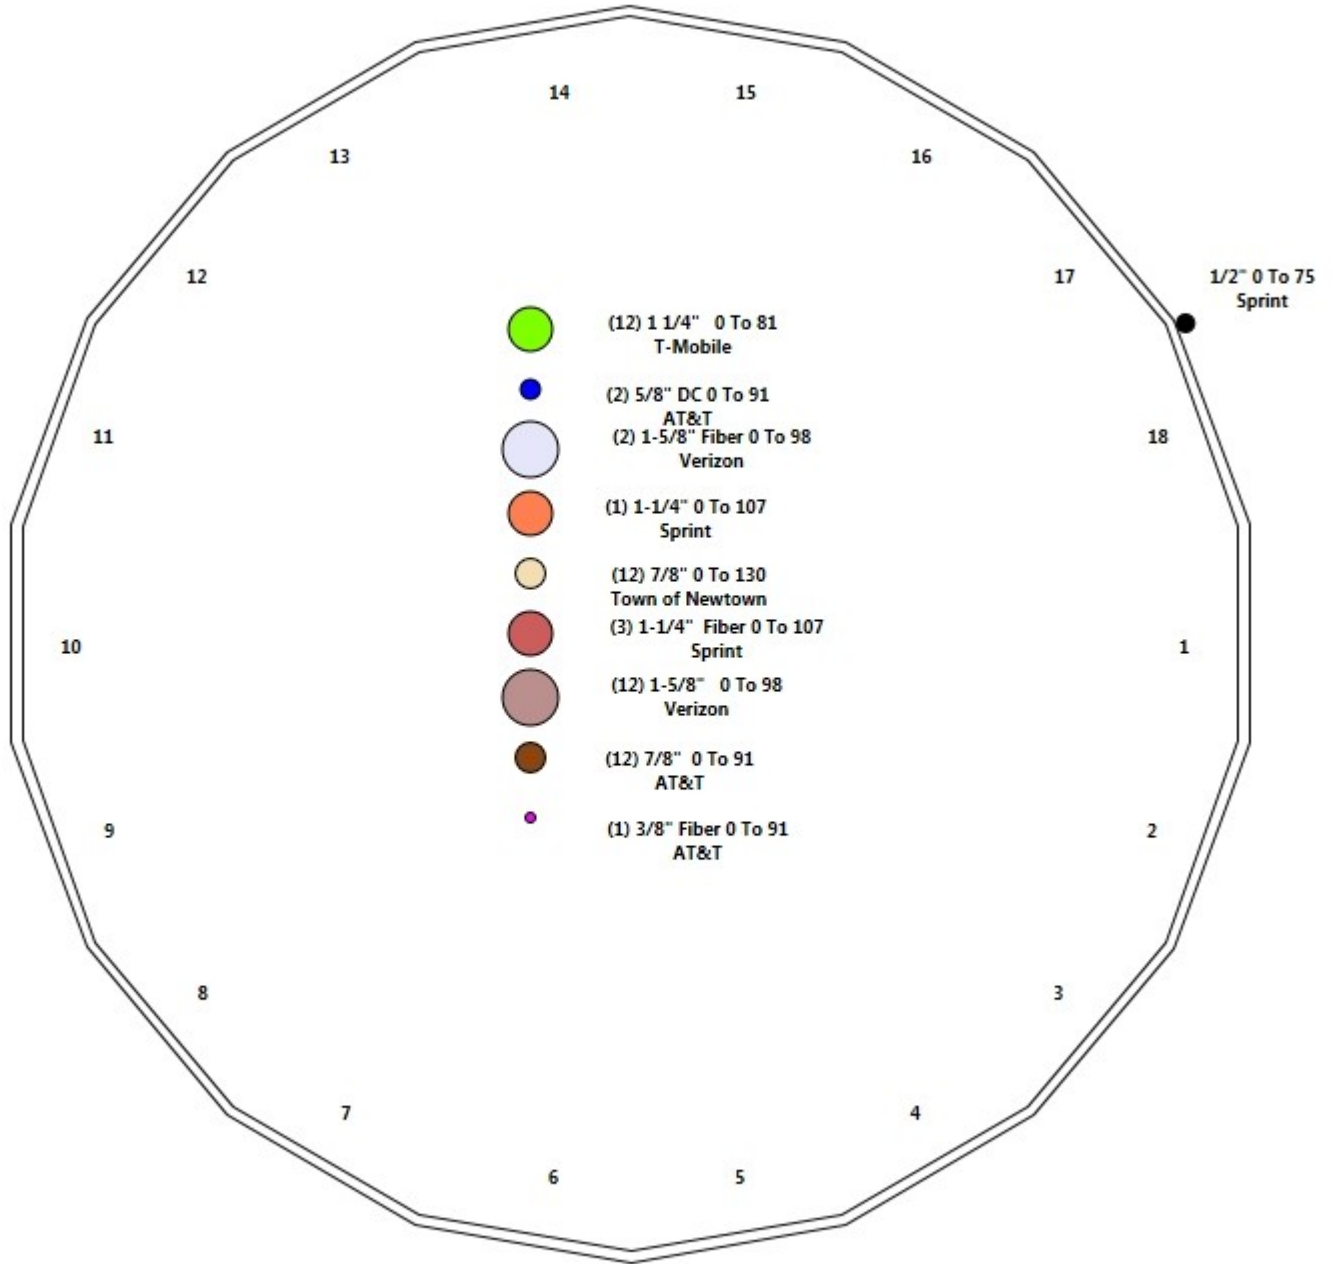 14
15
13
16
12
17
1/2" 0 To 75
Sprint
(12) 1 1/4" 0 To 81
T-Mobile
(2) 5/8" DC 0 To 91
AT&T
11
(2) 1-5/8" Fiber 0 To 98
18
Verizon
(1) 1-1/4" 0 To 107
Sprint
(12) 7/8" 0 To 130
Town of Newtown
(3) 1-1/4" Fiber 0 To 107
10
Sprint
1
(12) 1-5/8" 0 To 98
Verizon
(12) 7/8" 0 To 91
AT&T
9
(1) 3/8" Fiber 0 To 91
2
AT&T
8
3
7
4
6
5